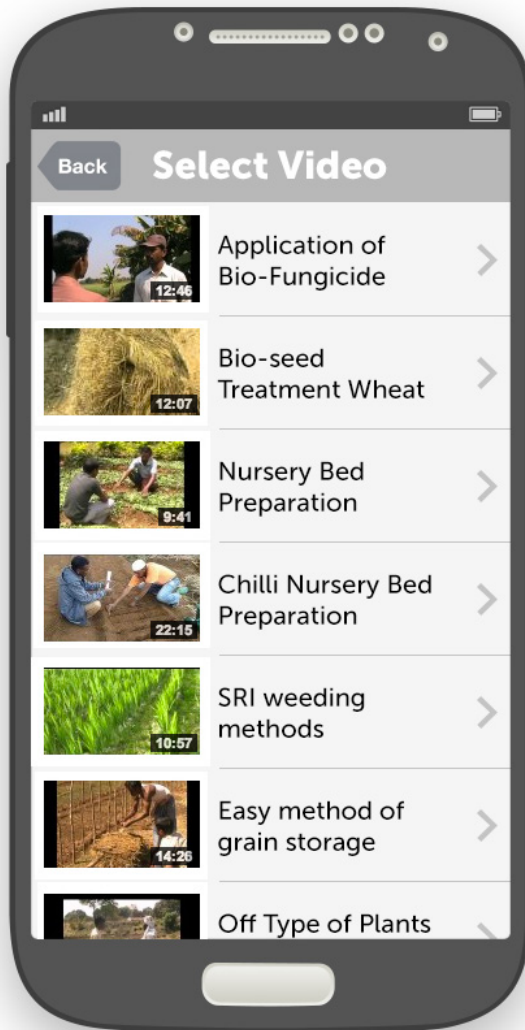 Back
Select Video
12:46
Application of
Bio-Fungicide
12:07
Bio-seed
Treatment Wheat
9:41
Nursery Bed
Preparation
22:15
Chilli Nursery Bed
Preparation
10:57
SRI weeding
methods
14:26
Easy method of
grain storage
Off Type of Plants